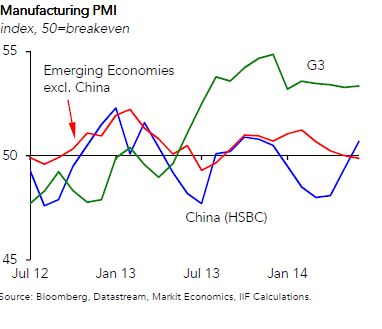 Manufacturing PMI
index, 50=breakeven
55
G3
Emerging Economies
excl. China
50
China (HSBC)
45
Jul 12 Jan 13 Jul 13 Jan 14
Source: Bloomberg, Datastream, Markit Economics, IIF Calculations.